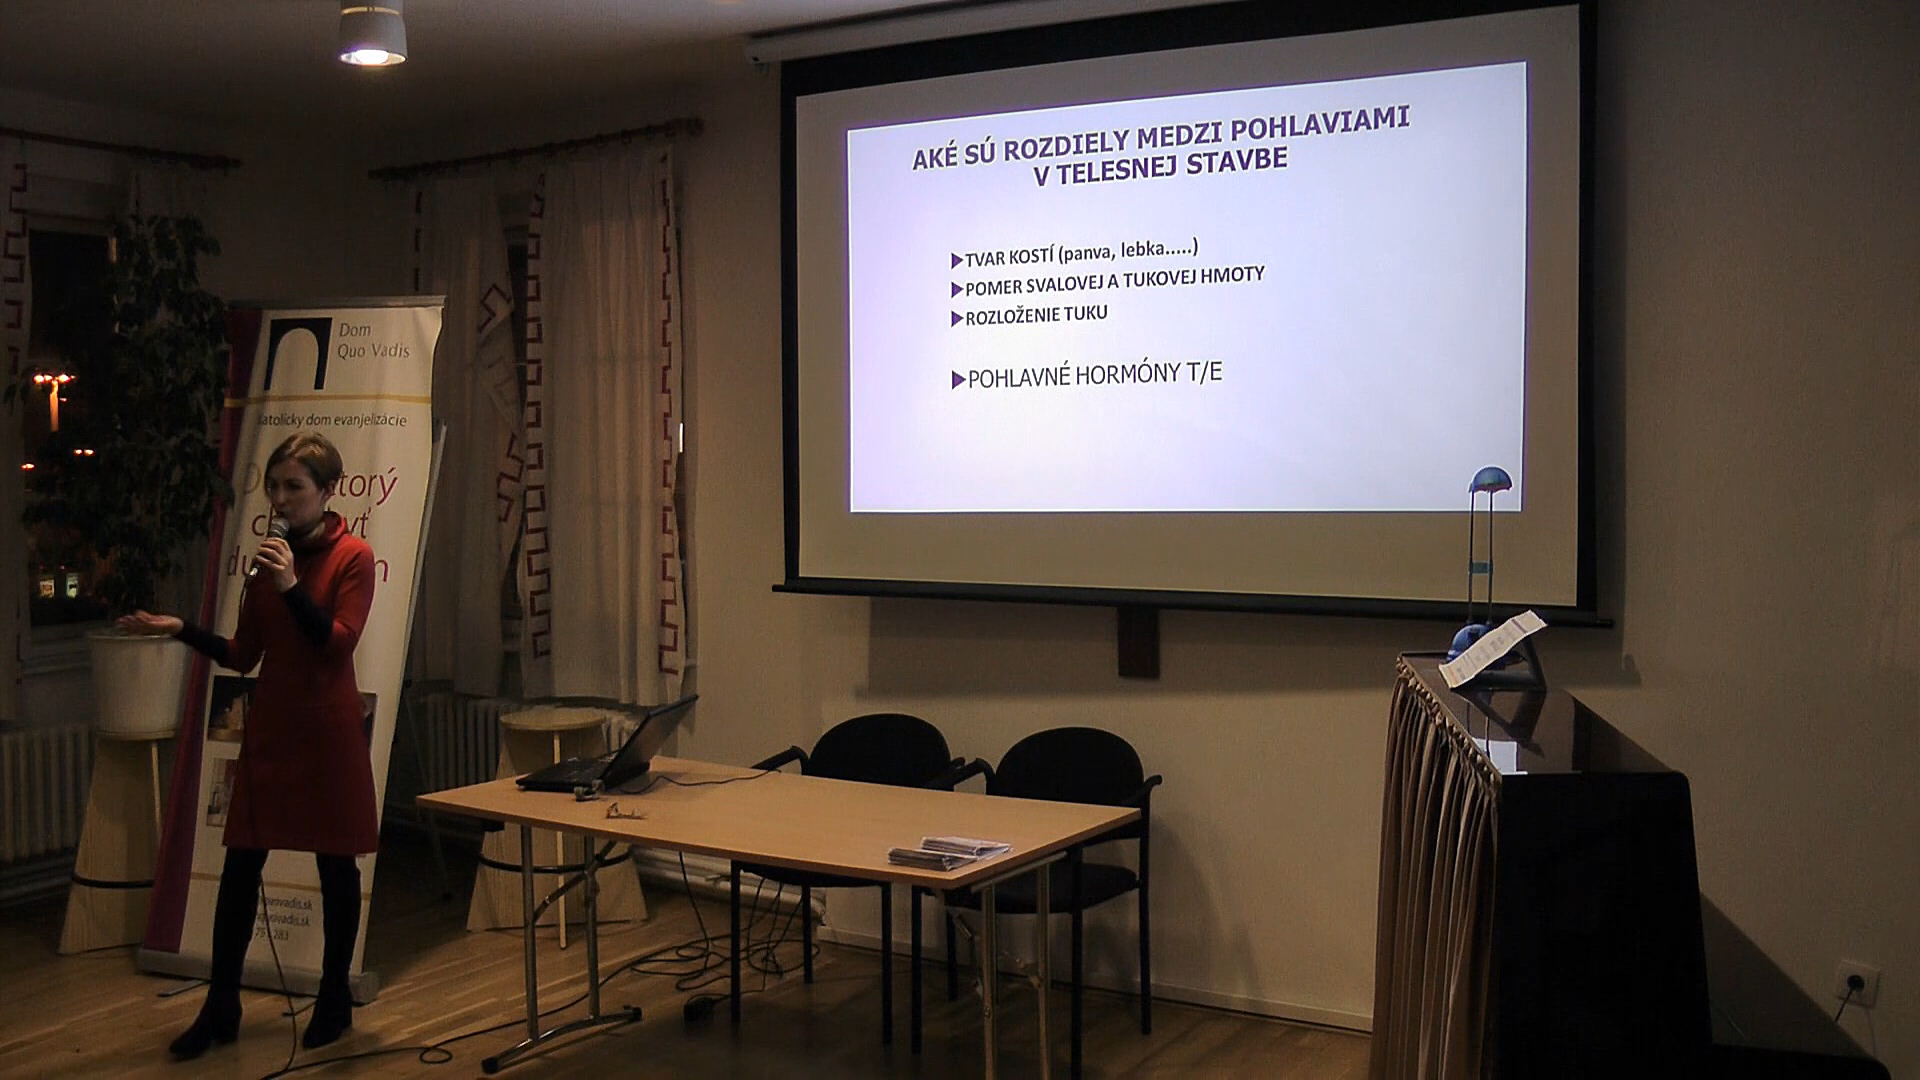 AKÉ SÚ ROZDIELY MEDZI POHLAVIAMI
V TELESNEJ STAVBE
▶TVAR KOSTÍ (panva, lebka.....)
▶POMER SVALOVEJ A TUKOVEJ HMOTY
▶ROZLOŽENIE TUKU
▶POHLAVNÉ HORMÓNY T/E
Dom
Quo Vadis
dom evanjelizácie